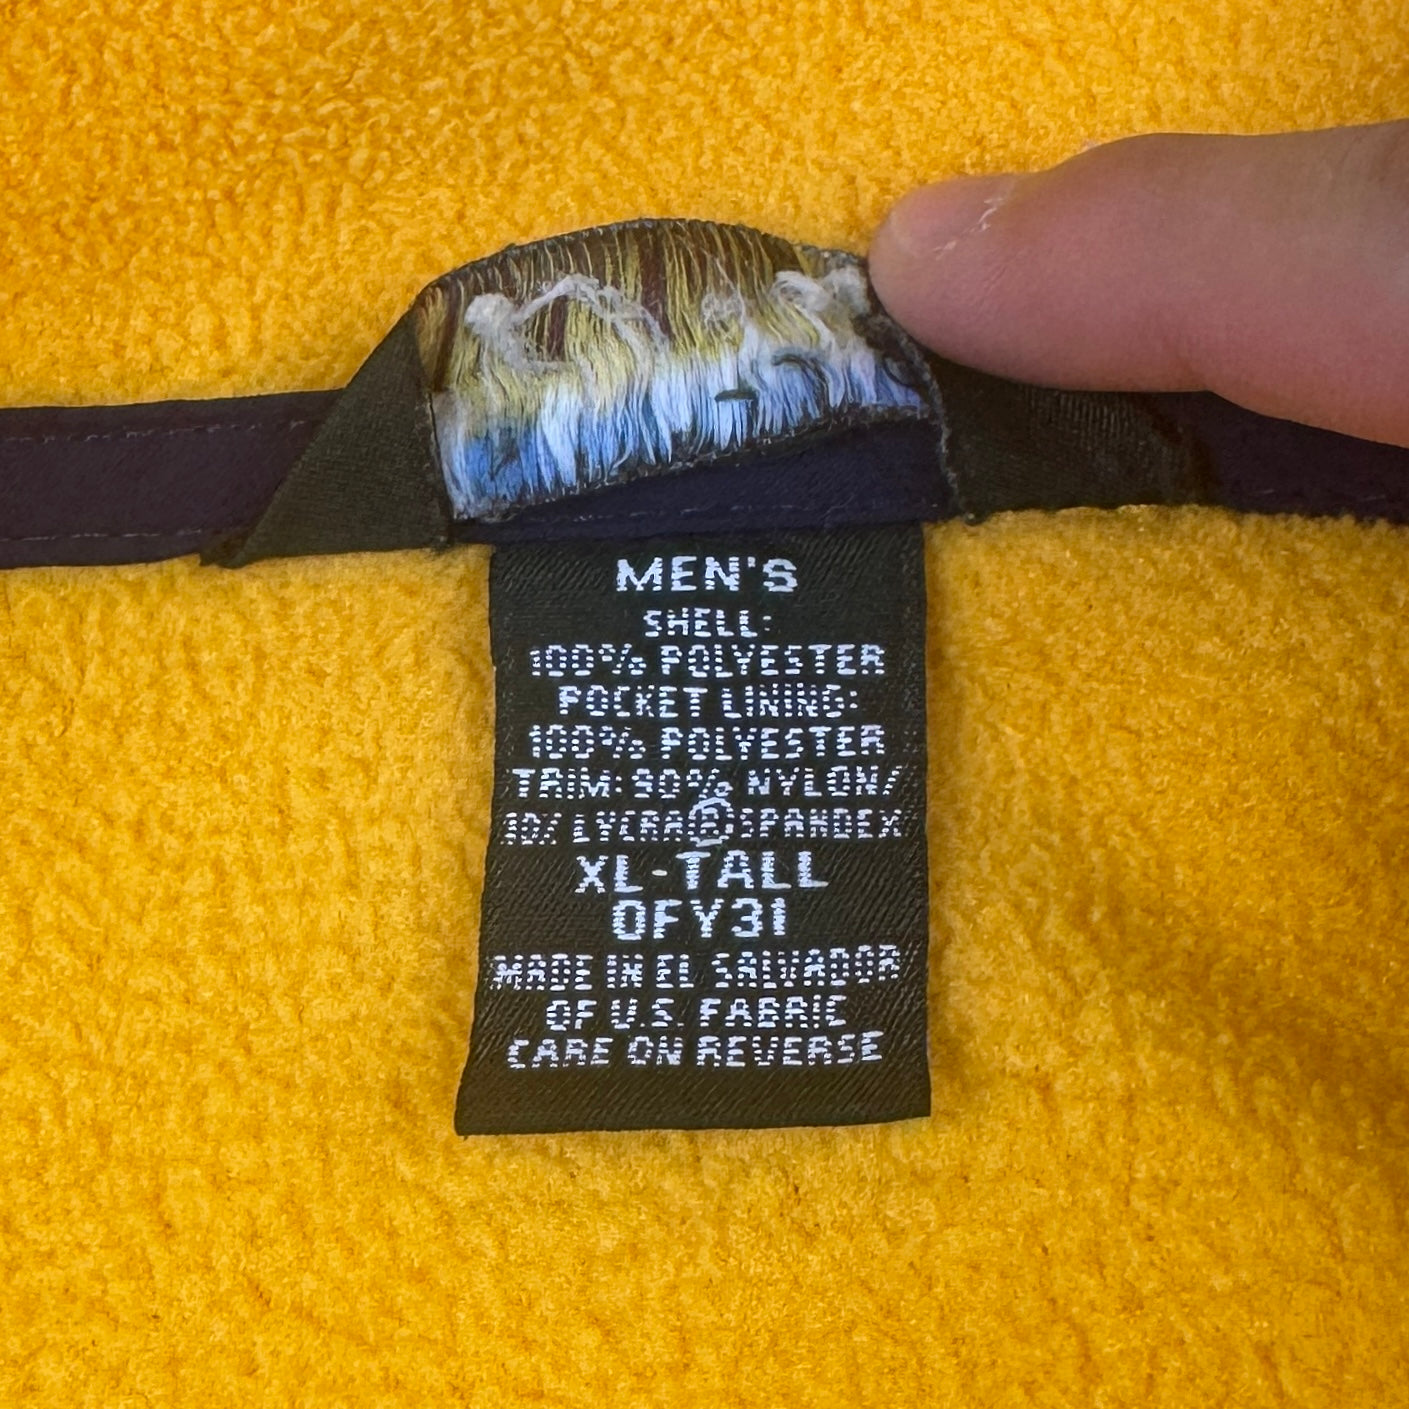 MEN'S
SHELL:
100% POLYESTER
POCKET LINING:
100% POLYESTER
TRIM: 90% NYLON/
10% LYCRA® SPANDEX
XL-TALL
0FY31
MADE IN EL SALVADOR
OF U.S. FABRIC
CARE ON REVERSE